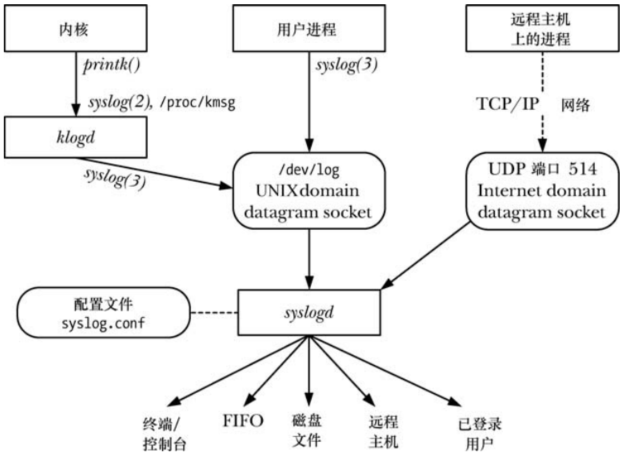 内核
用户进程
远程主机
上的进程
printk()
syslog(3)
syslog(2), /proc/kmsg
TCP/IP 网络
klogd
syslog(3)
/dev/log
UNIX domain
datagram socket
UDP 端口 514
Internet domain
datagram socket
配置文件
syslog.conf
syslogd
终端/
控制台
FIFO
磁盘
文件
远程
主机
已登录
用户